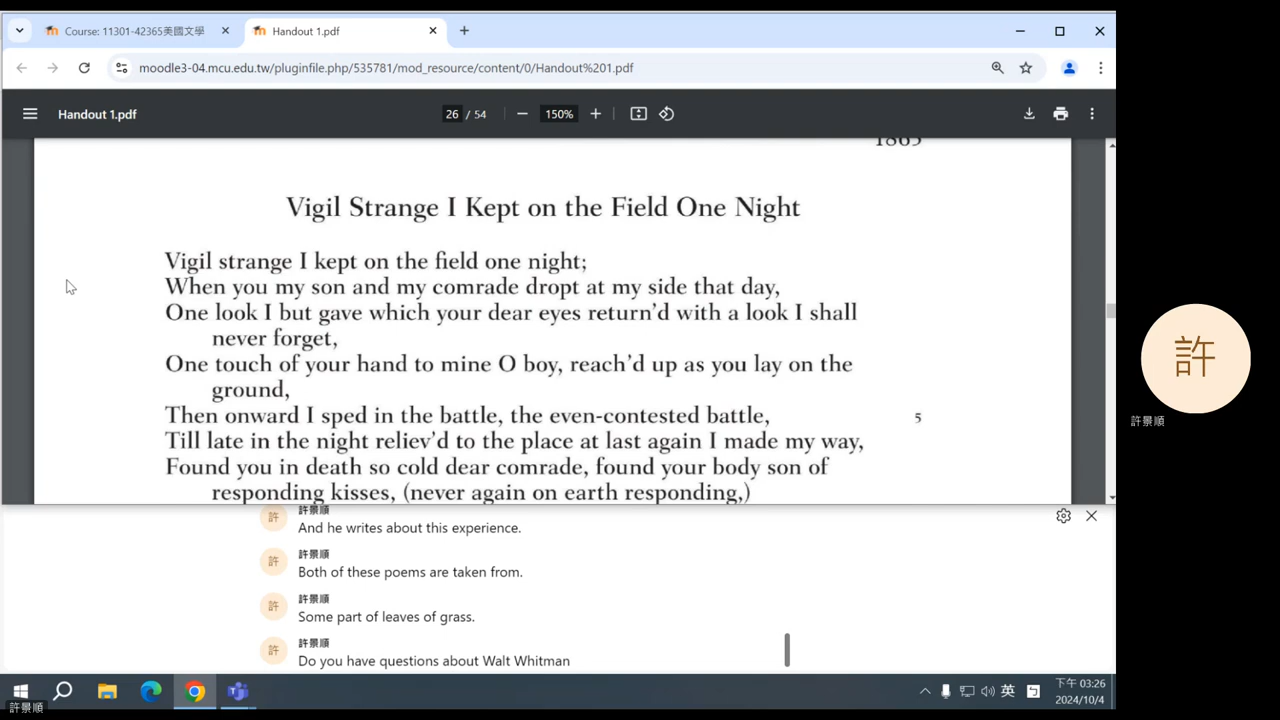 Course: 11301-42365美國文學
Handout 1.pdf
moodle3-04.mcu.edu.tw/pluginfile.php/535781/mod_resource/content/0/Handout%201.pdf
Handout 1.pdf
26 / 54
150%
1865
Vigil Strange I Kept on the Field One Night
Vigil strange I kept on the field one night;
When you my son and my comrade dropt at my side that day,
One look I but gave which your dear eyes return'd with a look I shall
never forget,
One touch of your hand to mine O boy, reach'd up as you lay on the
ground,
Then onward I sped in the battle, the even-contested battle, 5
Till late in the night reliev'd to the place at last again I made my way,
Found you in death so cold dear comrade, found your body son of
responding kisses, (never again on earth responding,)
許
許景順
許 許景順
And he writes about this experience.
許 許景順
Both of these poems are taken from.
許 許景順
Some part of leaves of grass.
許 許景順
Do you have questions about Walt Whitman
英
ㄅ
下午 03:26
2024/10/4
許景順